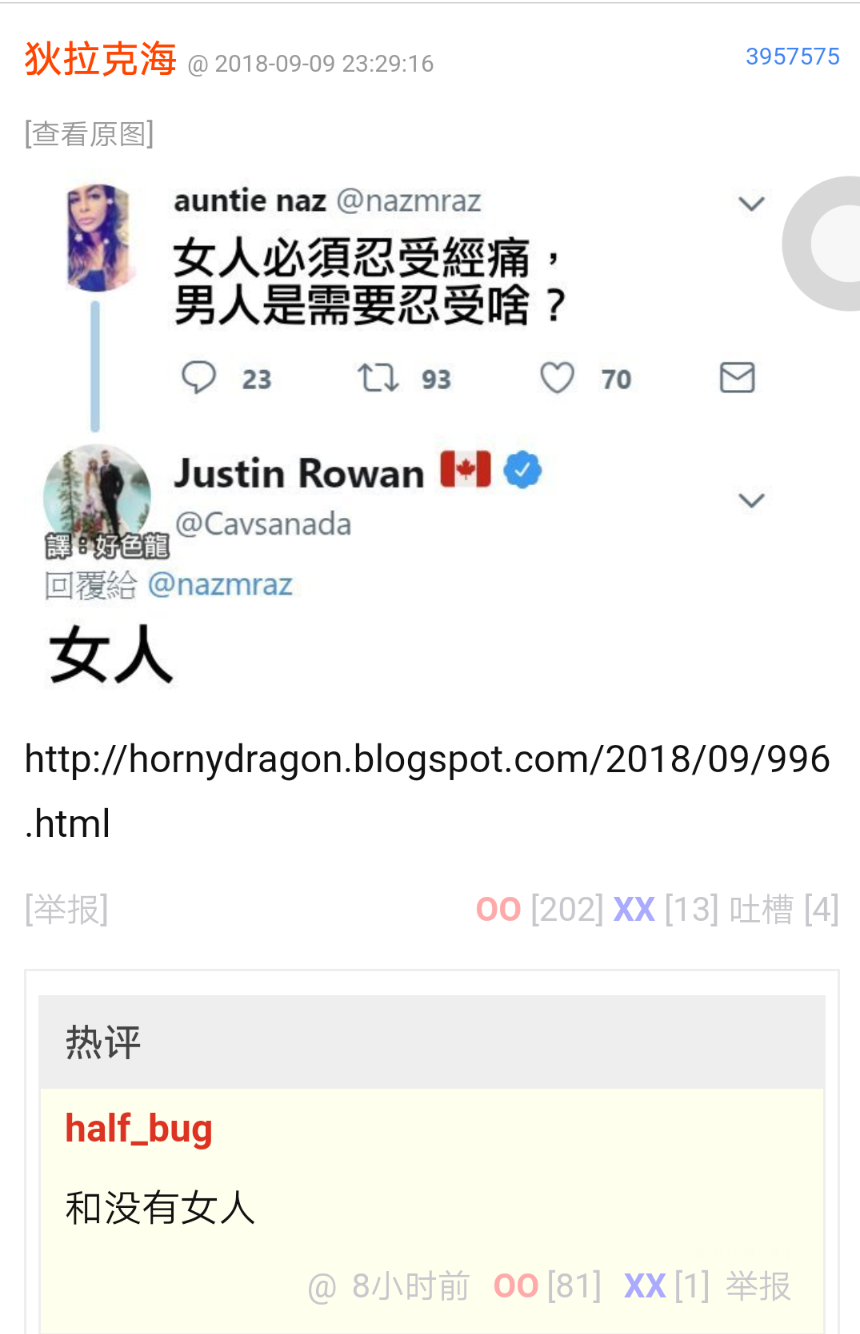 狄拉克海 @ 2018-09-09 23:29:16 3957575
[查看原图]
auntie naz @nazmraz
女人必須忍受經痛，
男人是需要忍受啥？
23 93 70
Justin Rowan
@Cavsanada
譯：好色龍
回覆給 @nazmraz
女人
http://hornydragon.blogspot.com/2018/09/996
.html
[举报] OO [202] XX [13] 吐槽 [4]
热评
half_bug
和没有女人
@ 8小时前 OO [81] XX [1] 举报